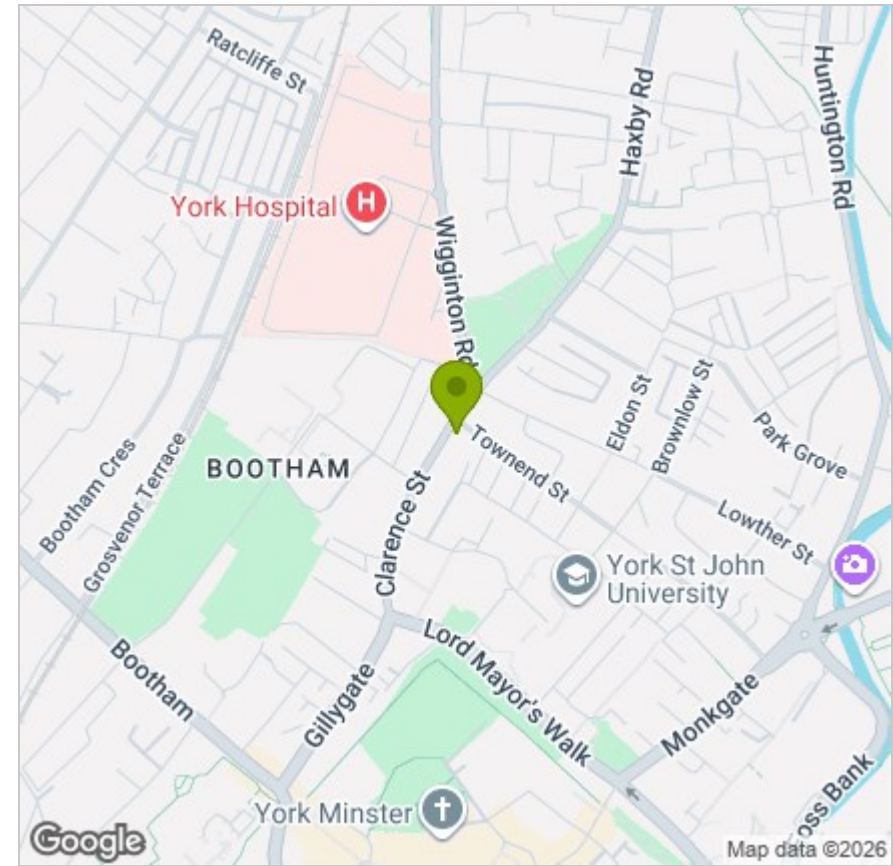 Ratcliffe St
Haxby Rd
Huntington Rd
York Hospital
H
Wigginton Rd
Eldon St
Brownlow St
Park Grove
BOOTHAM
Townend St
Bootham Cres
Grosvenor Terrace
Clarence St
Lowther St
York St John
University
Lord Mayor's Walk
Bootham
Gillygate
Monkgate
York Minster
oss Bank
Google
Map data ©2026